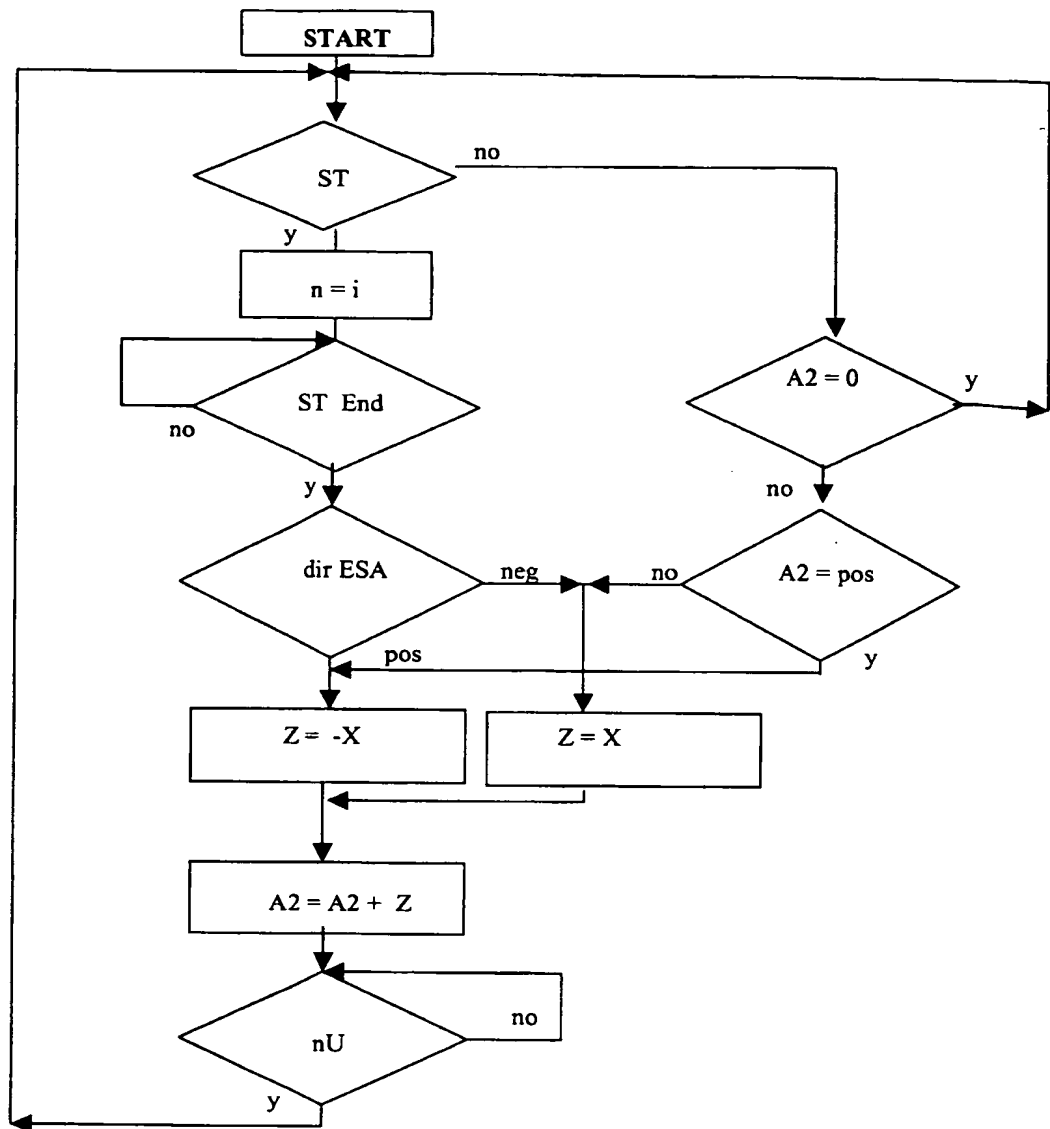 START
no
ST
y
n = i
A2 = 0
y
ST End
no
y
no
dir ESA
neg
no
A2 = pos
pos
y
Z = -X
Z = X
A2 = A2 + Z
no
nU
y